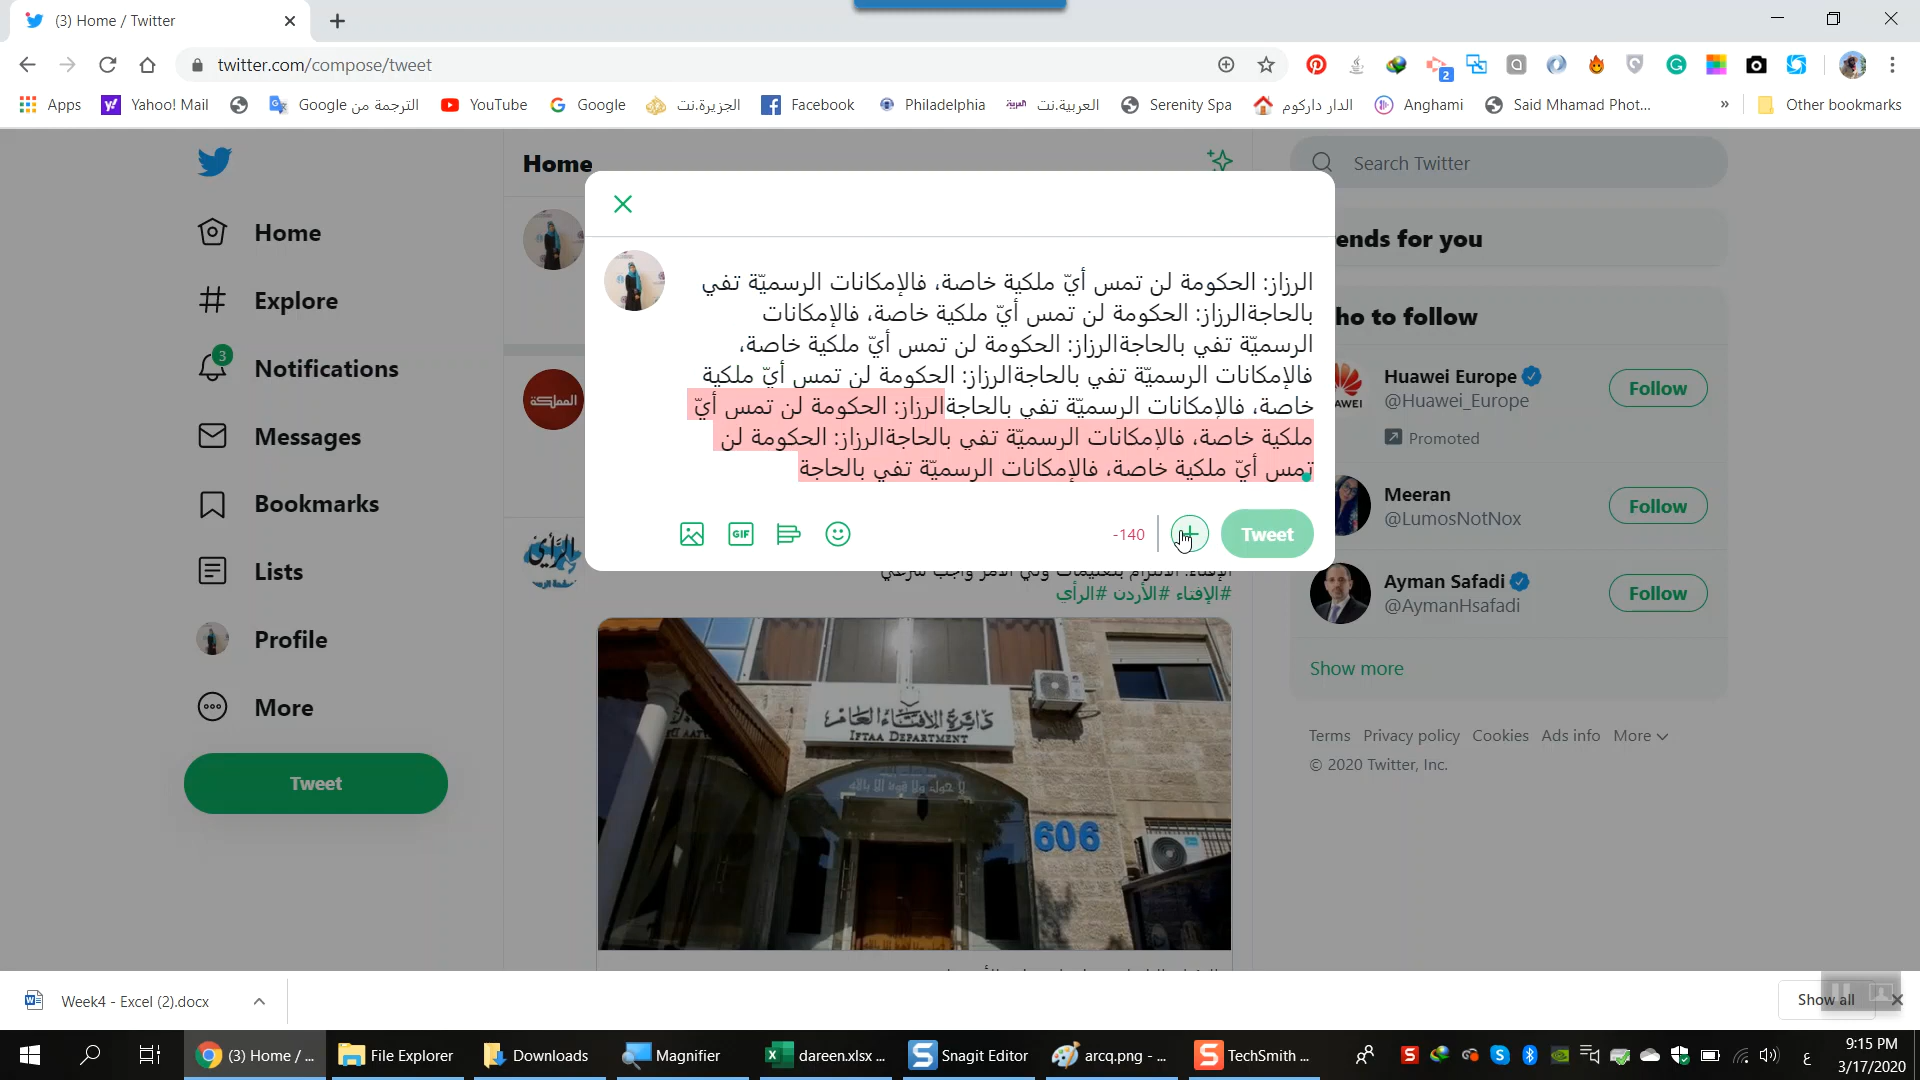 (3) Home / Twitter
twitter.com/compose/tweet
Apps
Yahoo! Mail
الترجمة من Google
YouTube
Google
الجزيرة.نت
Facebook
Philadelphia
العربية.نت
Serenity Spa
الدار داركوم
Anghami
Said Mhamad Phot...
»
Other bookmarks
Home
Explore
3
Notifications
Messages
Bookmarks
Lists
Profile
More
Tweet
Home
الرزاز: الحكومة لن تمس أيّ ملكية خاصة، فالإمكانات الرسميّة تفي
بالحاجةالرزاز: الحكومة لن تمس أيّ ملكية خاصة، فالإمكانات
الرسميّة تفي بالحاجةالرزاز: الحكومة لن تمس أيّ ملكية خاصة،
فالإمكانات الرسميّة تفي بالحاجةالرزاز: الحكومة لن تمس أيّ ملكية
خاصة، فالإمكانات الرسميّة تفي بالحاجةالرزاز: الحكومة لن تمس أيّ
ملكية خاصة، فالإمكانات الرسميّة تفي بالحاجةالرزاز: الحكومة لن
تمس أيّ ملكية خاصة، فالإمكانات الرسميّة تفي بالحاجة
GIF
-140
Tweet
المملكة
الرأي
#الإفتاء #الأردن #الرأي
دائرة الافتاء العام
IFTAA DEPARTMENT
606
Search Twitter
ends for you
ho to follow
Huawei Europe
@Huawei_Europe
Follow
Promoted
Meeran
@LumosNotNox
Follow
Ayman Safadi
@AymanHsafadi
Follow
Show more
Terms Privacy policy Cookies Ads info More
© 2020 Twitter, Inc.
Week4 - Excel (2).docx
Show all
(3) Home / ...
File Explorer
Downloads
Magnifier
dareen.xlsx ...
Snagit Editor
arcq.png - ...
TechSmith ...
ع
9:15 PM
3/17/2020